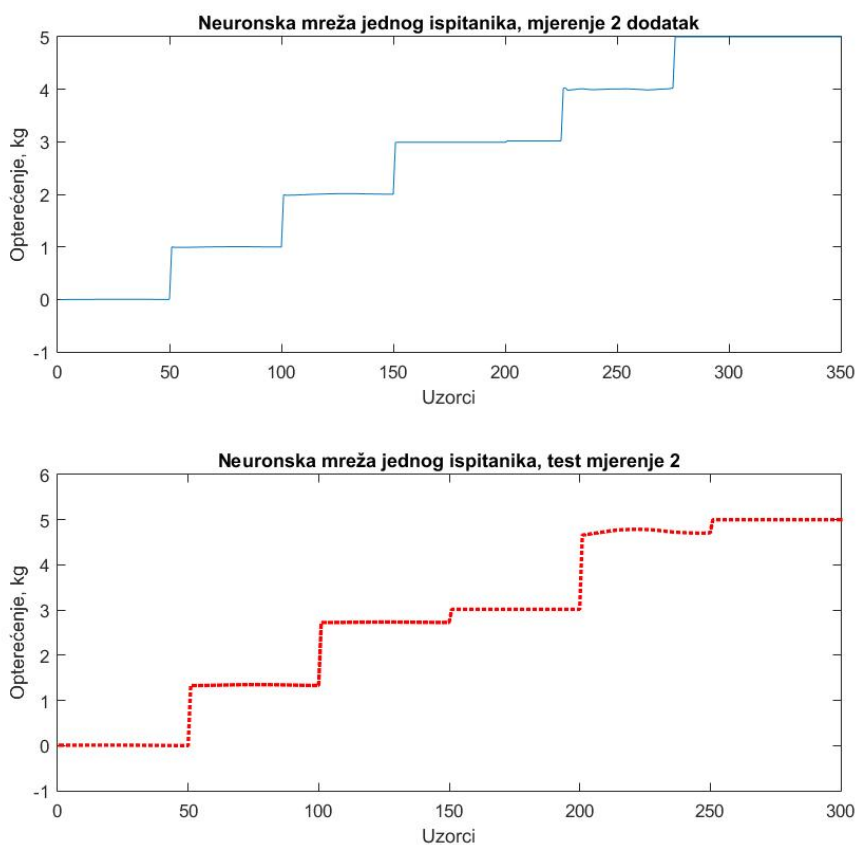 Neuronska mreža jednog ispitanika, mjerenje 2 dodatak
5
4
3
2
1
0
-1
Opterećenje, kg
0 50 100 150 200 250 300 350
Uzorci
Neuronska mreža jednog ispitanika, test mjerenje 2
6
5
4
3
2
1
0
-1
Opterećenje, kg
0 50 100 150 200 250 300
Uzorci